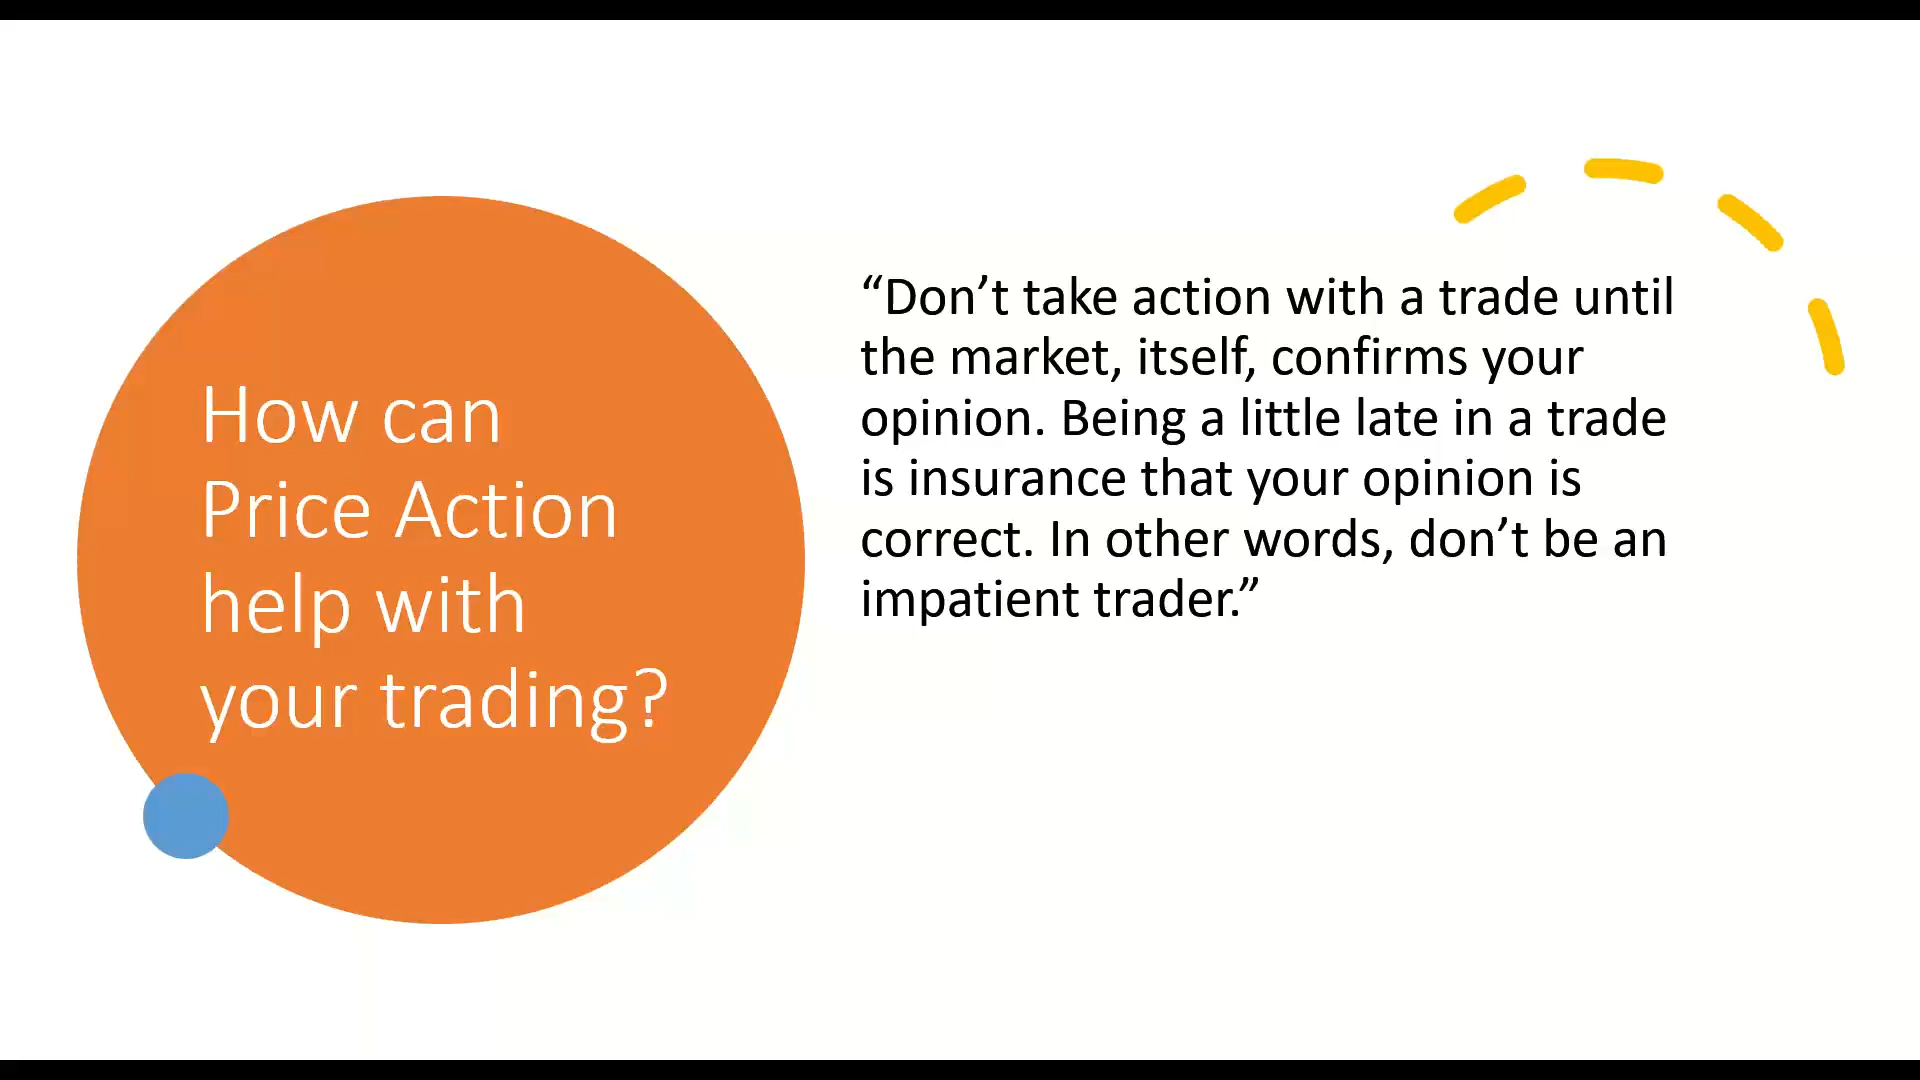 How can
Price Action
help with
your trading?
“Don’t take action with a trade until
the market, itself, confirms your
opinion. Being a little late in a trade
is insurance that your opinion is
correct. In other words, don’t be an
impatient trader.”